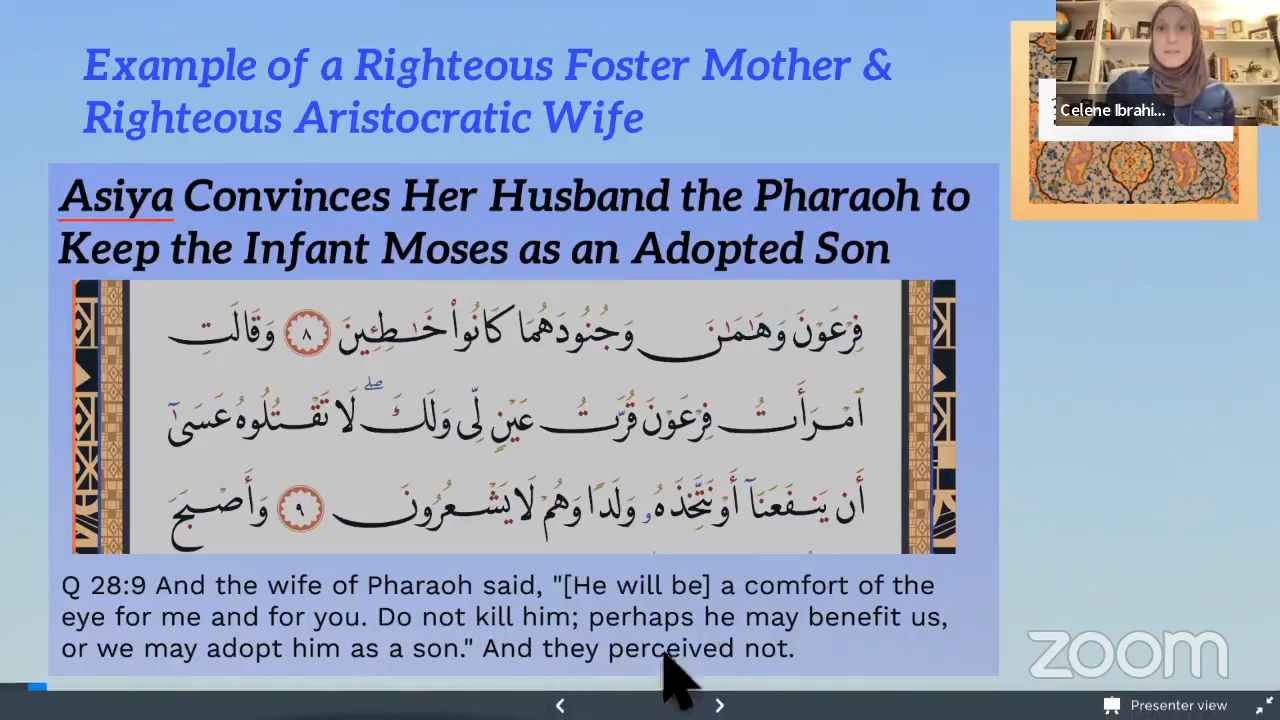 Example of a Righteous Foster Mother &
Righteous Aristocratic Wife
Celene Ibrahi...
Asiya Convinces Her Husband the Pharaoh to
Keep the Infant Moses as an Adopted Son
فِرْعَوْنَ وَهَـٰمَـٰنَ وَجُنُودَهُمَا كَانُوا۟ خَـٰطِـِٔينَ ٨ وَقَالَتِ
ٱمْرَأَتُ فِرْعَوْنَ قُرَّتُ عَيْنٍ لِّى وَلَكَ ۖ لَا تَقْتُلُوهُ عَسَىٰٓ
أَن يَنفَعَنَآ أَوْ نَتَّخِذَهُۥ وَلَدًا وَهُمْ لَا يَشْعُرُونَ ٩ وَأَصْبَحَ
Q 28:9 And the wife of Pharaoh said, "[He will be] a comfort of the
eye for me and for you. Do not kill him; perhaps he may benefit us,
or we may adopt him as a son." And they perceived not.
zoom
Presenter view